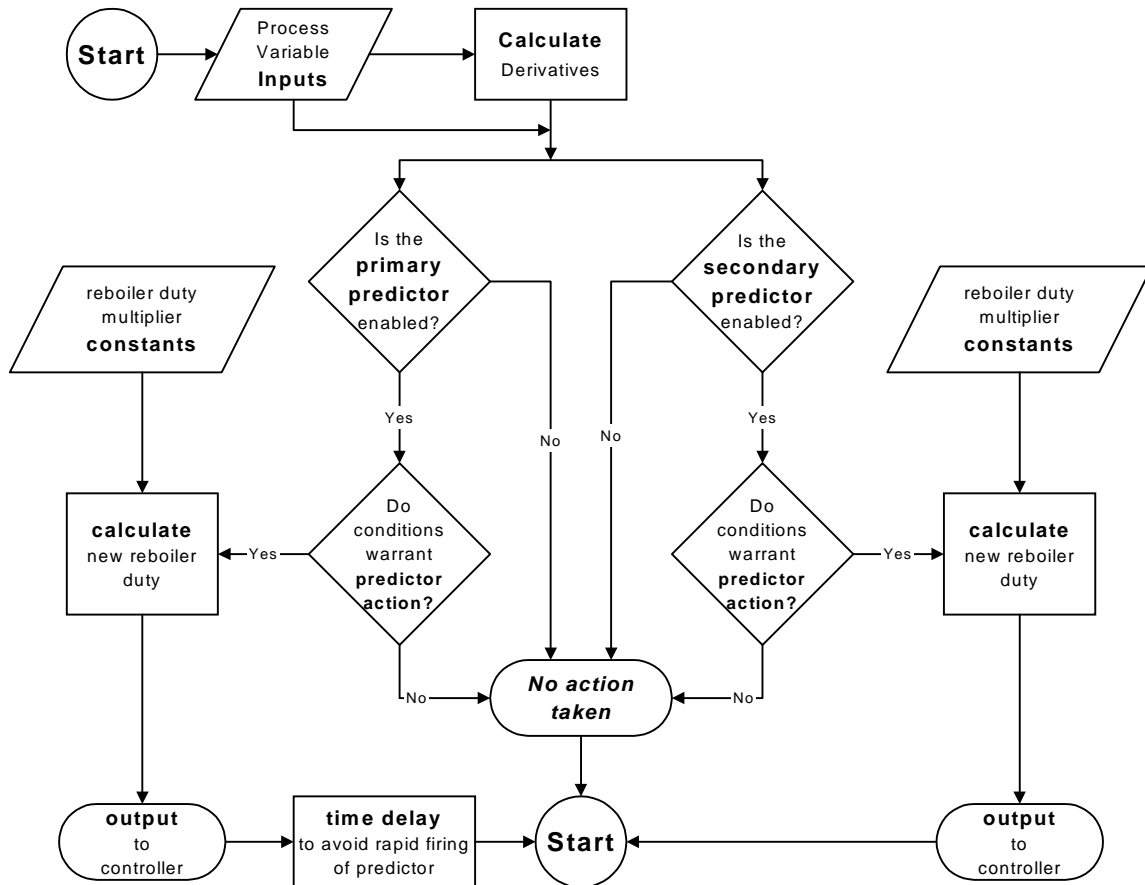 Start
Process
Variable
Inputs
Calculate
Derivatives
Is the
primary
predictor
enabled?
Is the
secondary
predictor
enabled?
reboiler duty
multiplier
constants
reboiler duty
multiplier
constants
Yes
No
No
Yes
calculate
new reboiler
duty
Yes
Do
conditions
warrant
predictor
action?
Do
conditions
warrant
predictor
action?
Yes
calculate
new reboiler
duty
No
No action
taken
No
output
to
controller
time delay
to avoid rapid firing
of predictor
Start
output
to
controller